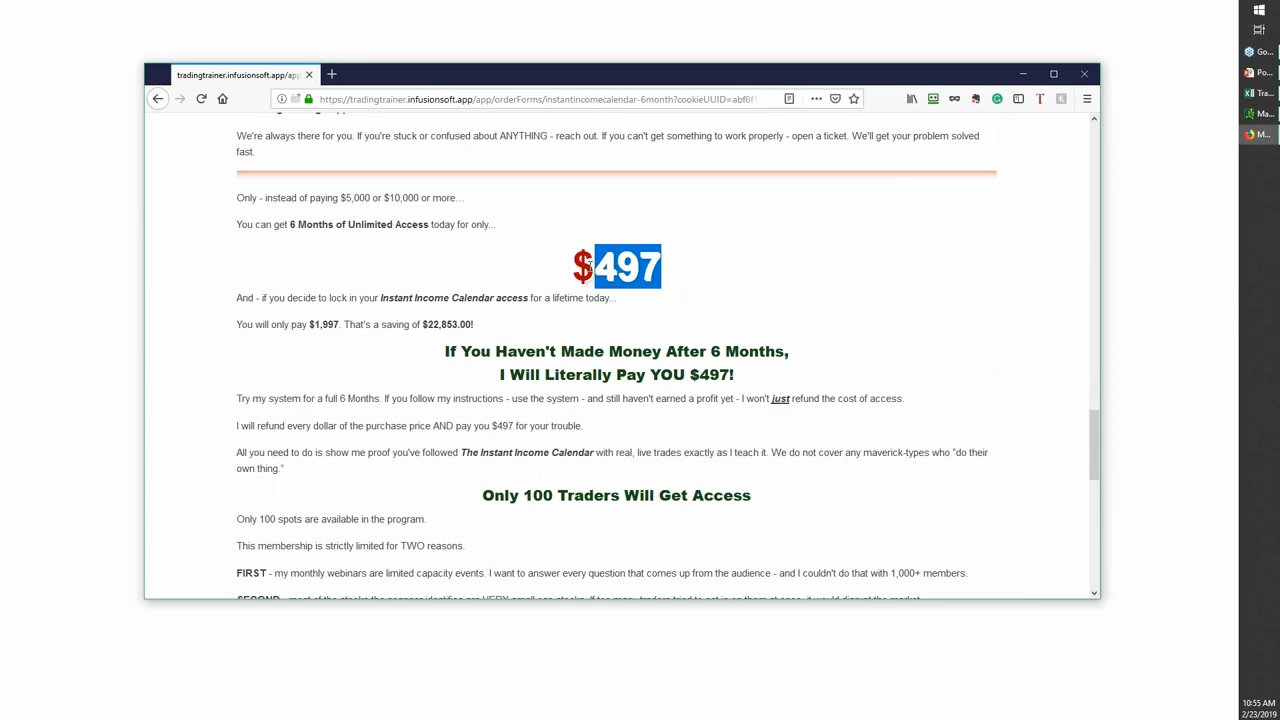 tradingtrainer.infusionsoft.app/app
https://tradingtrainer.infusionsoft.app/app/orderForms/instantincomecalendar-6month?cookieUUID=abf8f
We're always there for you. If you're stuck or confused about ANYTHING - reach out. If you can't get something to work properly - open a ticket. We'll get your problem solved
fast.
Only - instead of paying $5,000 or $10,000 or more...
You can get 6 Months of Unlimited Access today for only...
$497
And - if you decide to lock in your Instant Income Calendar access for a lifetime today...
You will only pay $1,997. That's a saving of $22,853.00!
If You Haven't Made Money After 6 Months,
I Will Literally Pay YOU $497!
Try my system for a full 6 Months. If you follow my instructions - use the system - and still haven't earned a profit yet - I won't just refund the cost of access.
I will refund every dollar of the purchase price AND pay you $497 for your trouble.
All you need to do is show me proof you've followed The Instant Income Calendar with real, live trades exactly as I teach it. We do not cover any maverick-types who "do their
own thing."
Only 100 Traders Will Get Access
Only 100 spots are available in the program.
This membership is strictly limited for TWO reasons.
FIRST - my monthly webinars are limited capacity events. I want to answer every question that comes up from the audience - and I couldn't do that with 1,000+ members.
Go...
Po...
Tra...
Ma...
M...
10:55 AM
2/23/2019